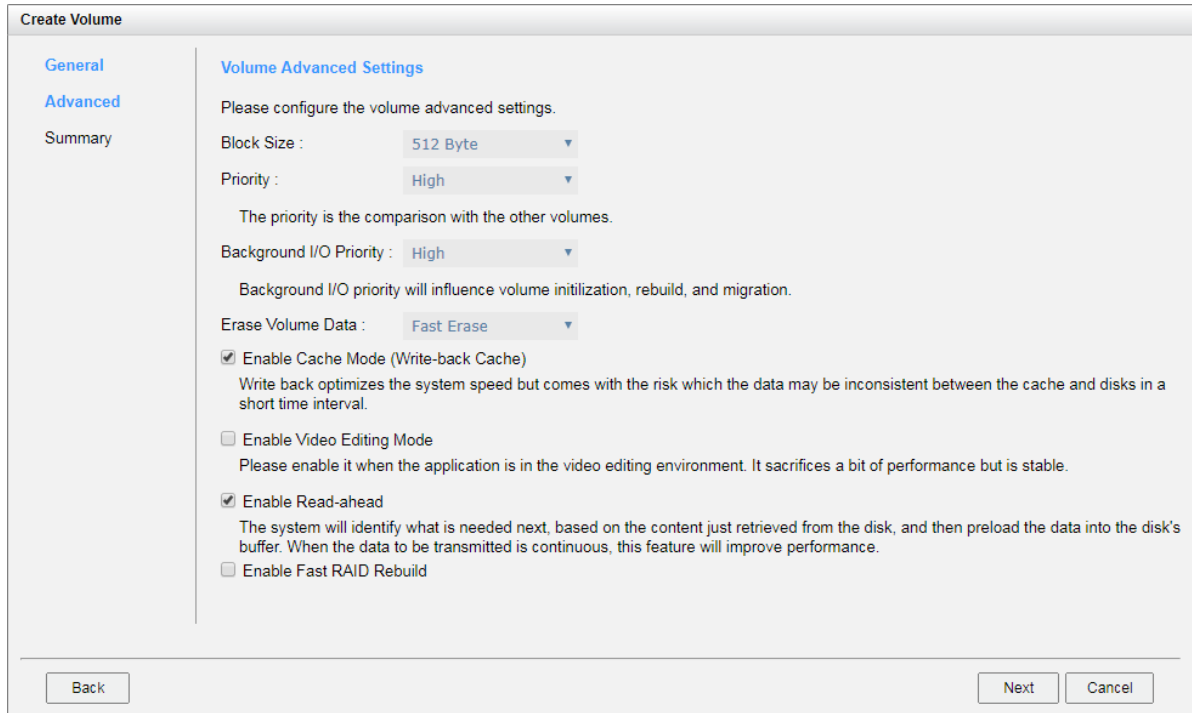 Create Volume
General
Advanced
Summary
Volume Advanced Settings
Please configure the volume advanced settings.
Block Size : 512 Byte
Priority : High
The priority is the comparison with the other volumes.
Background I/O Priority : High
Background I/O priority will influence volume initilization, rebuild, and migration.
Erase Volume Data : Fast Erase
Enable Cache Mode (Write-back Cache)
Write back optimizes the system speed but comes with the risk which the data may be inconsistent between the cache and disks in a
short time interval.
Enable Video Editing Mode
Please enable it when the application is in the video editing environment. It sacrifices a bit of performance but is stable.
Enable Read-ahead
The system will identify what is needed next, based on the content just retrieved from the disk, and then preload the data into the disk's
buffer. When the data to be transmitted is continuous, this feature will improve performance.
Enable Fast RAID Rebuild
Back Next Cancel